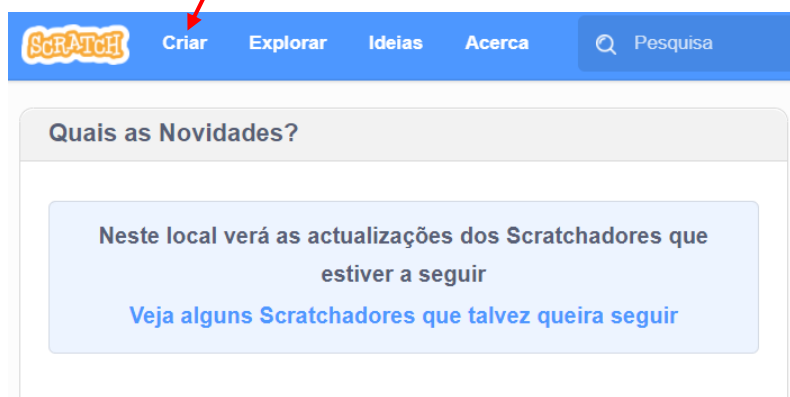 SCRATCH Criar Explorar Ideias Acerca Pesquisa
Quais as Novidades?
Neste local verá as actualizações dos Scratchadores que
estiver a seguir
Veja alguns Scratchadores que talvez queira seguir